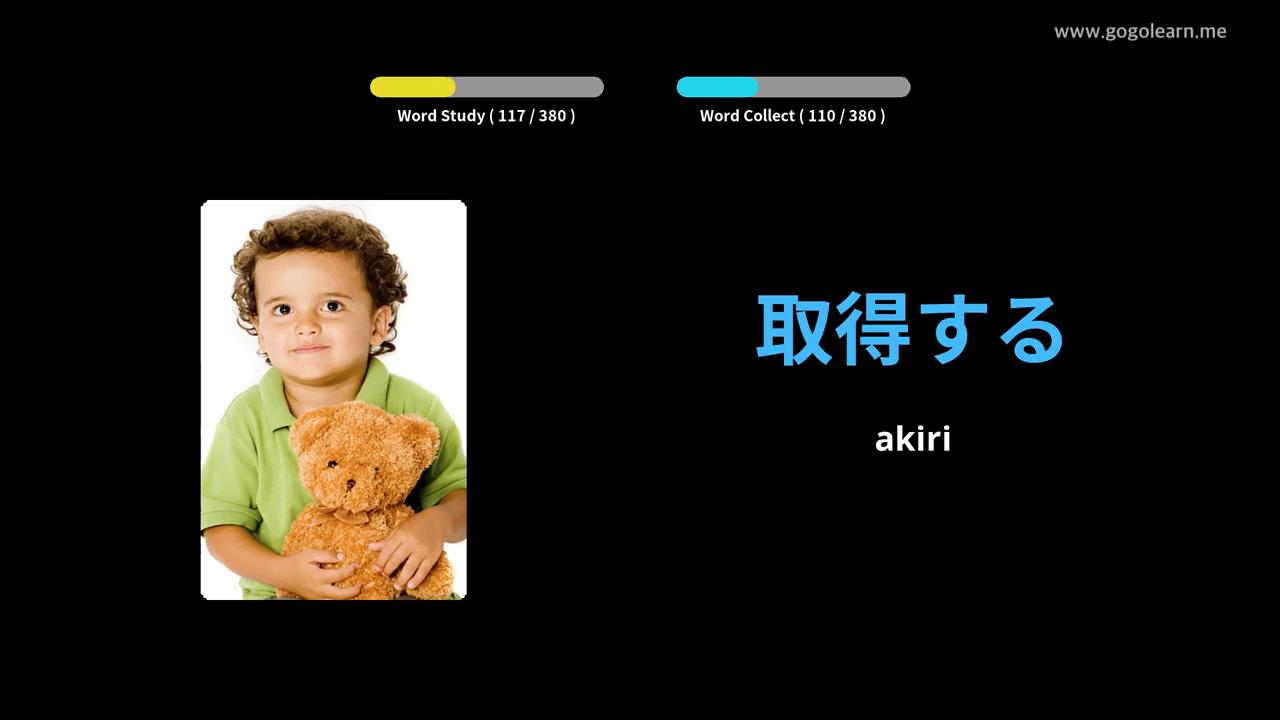 www.gogolearn.me
Word Study ( 117 / 380 )
Word Collect ( 110 / 380 )
取得する
akiri